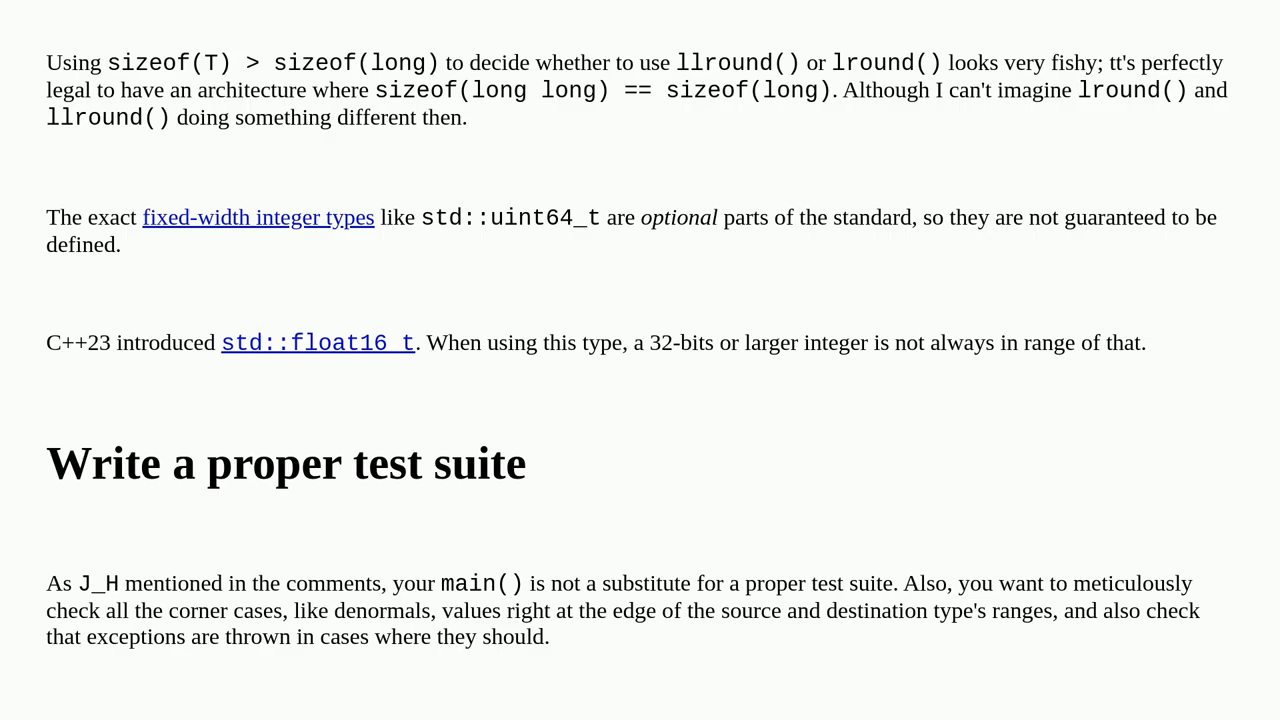 Using sizeof(T) > sizeof(long) to decide whether to use llround() or lround() looks very fishy; tt's perfectly
legal to have an architecture where sizeof(long long) == sizeof(long). Although I can't imagine lround() and
llround() doing something different then.
The exact fixed-width integer types like std::uint64_t are optional parts of the standard, so they are not guaranteed to be
defined.
C++23 introduced std::float16_t. When using this type, a 32-bits or larger integer is not always in range of that.
Write a proper test suite
As J_H mentioned in the comments, your main() is not a substitute for a proper test suite. Also, you want to meticulously
check all the corner cases, like denormals, values right at the edge of the source and destination type's ranges, and also check
that exceptions are thrown in cases where they should.